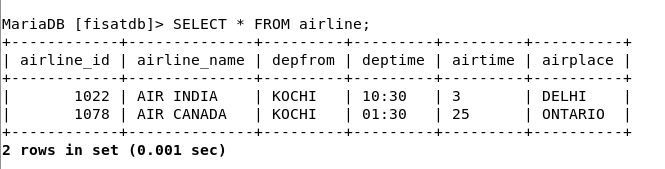 MariaDB [fisatdb]> SELECT * FROM airline;
+------------+--------------+---------+---------+---------+----------+
| airline_id | airline_name | depfrom | deptime | airtime | airplace |
+------------+--------------+---------+---------+---------+----------+
|       1022 | AIR INDIA    | KOCHI   | 10:30   | 3       | DELHI    |
|       1078 | AIR CANADA   | KOCHI   | 01:30   | 25      | ONTARIO  |
+------------+--------------+---------+---------+---------+----------+
2 rows in set (0.001 sec)